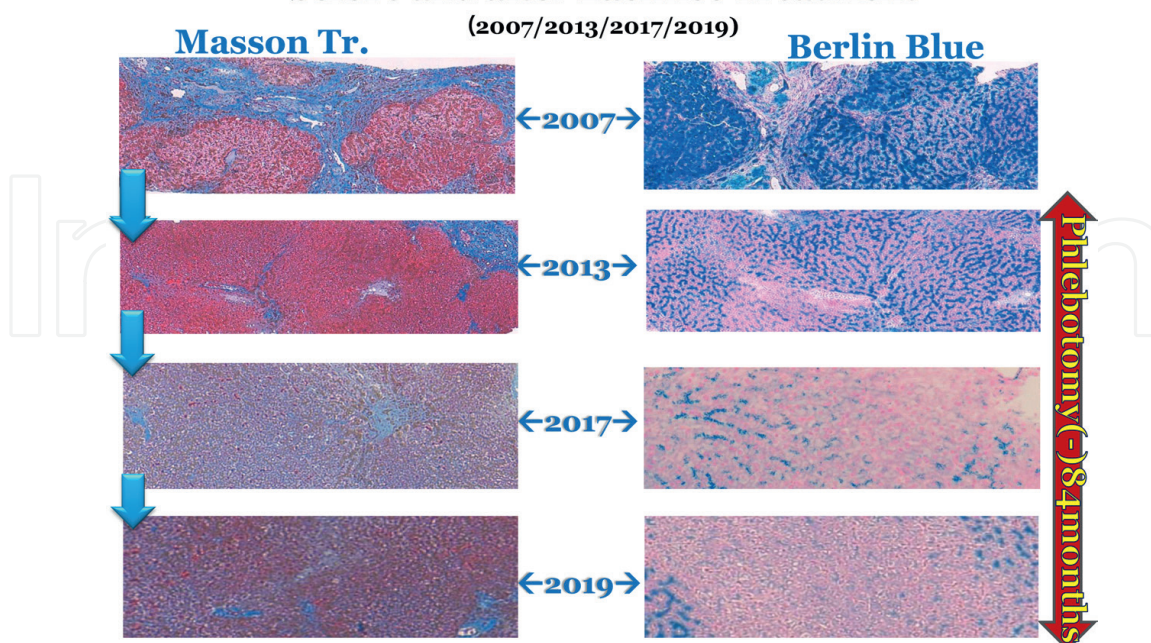 (2007/2013/2017/2019)
Masson Tr.
Berlin Blue
←2007→
←2013→
←2017→
←2019→
Phlebotomy(-)84months